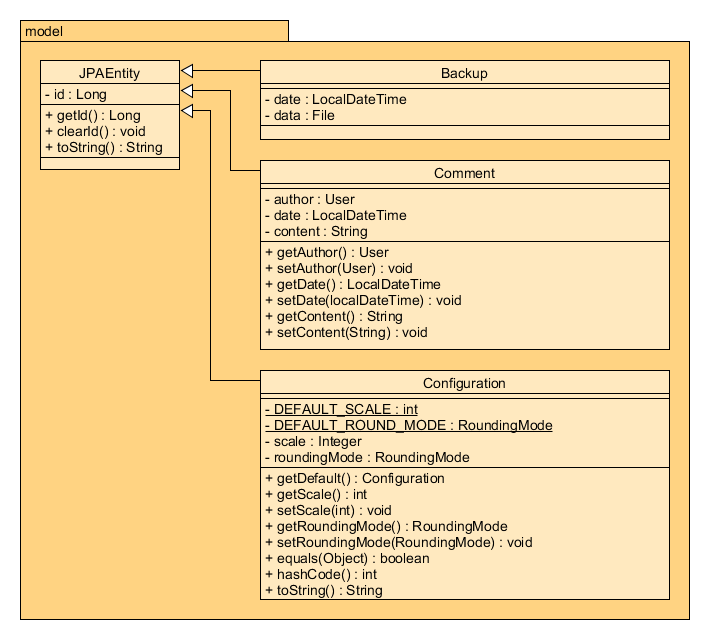 model
JPAEntity
- id : Long
+ getId() : Long
+ clearId() : void
+ toString() : String
Backup
- date : LocalDateTime
- data : File
Comment
- author : User
- date : LocalDateTime
- content : String
+ getAuthor() : User
+ setAuthor(User) : void
+ getDate() : LocalDateTime
+ setDate(localDateTime) : void
+ getContent() : String
+ setContent(String) : void
Configuration
- DEFAULT_SCALE : int
- DEFAULT_ROUND_MODE : RoundingMode
- scale : Integer
- roundingMode : RoundingMode
+ getDefault() : Configuration
+ getScale() : int
+ setScale(int) : void
+ getRoundingMode() : RoundingMode
+ setRoundingMode(RoundingMode) : void
+ equals(Object) : boolean
+ hashCode() : int
+ toString() : String